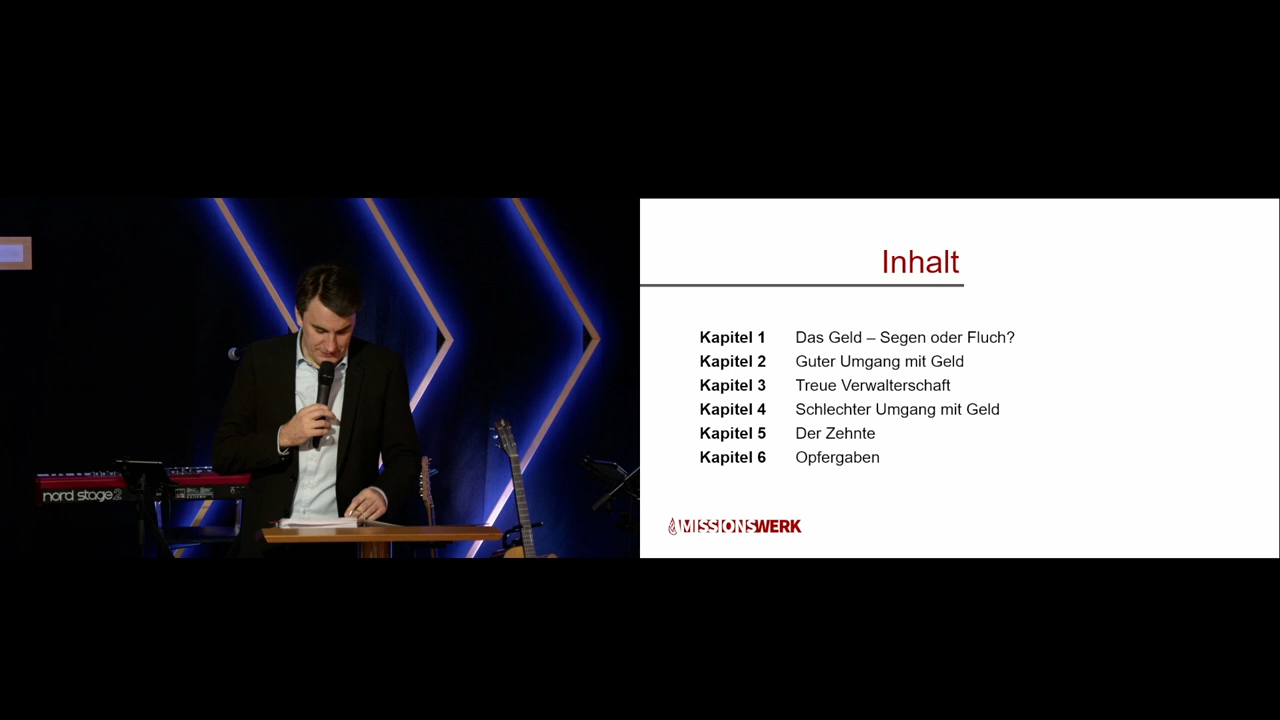 nord stage 2
Inhalt
Kapitel 1 Das Geld – Segen oder Fluch?
Kapitel 2 Guter Umgang mit Geld
Kapitel 3 Treue Verwalterschaft
Kapitel 4 Schlechter Umgang mit Geld
Kapitel 5 Der Zehnte
Kapitel 6 Opfergaben
MISSIONSWERK